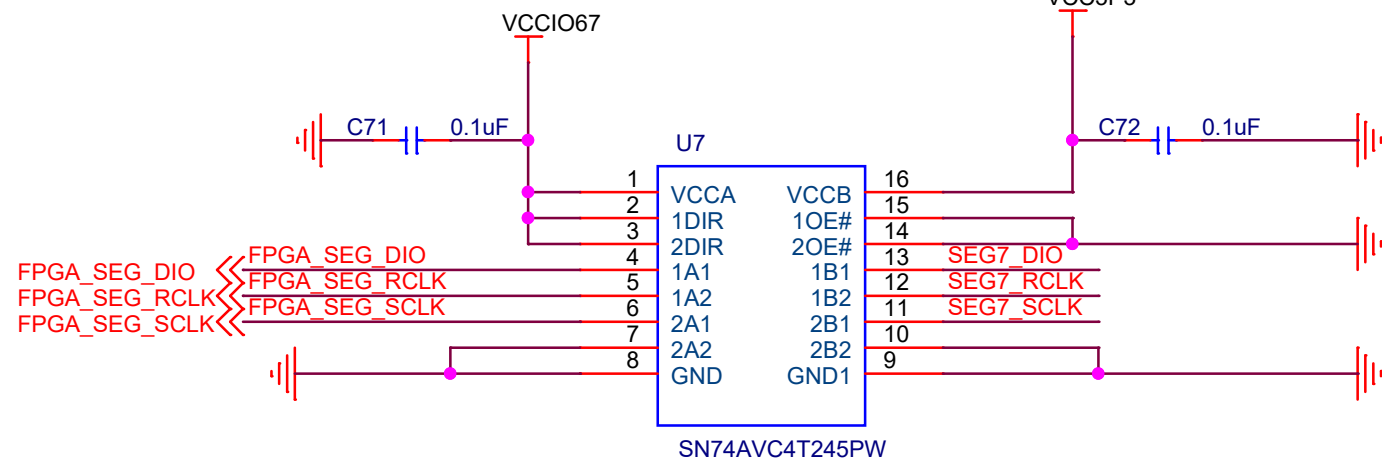 VCCIO67
C71 0.1uF
C72 0.1uF
U7
1 VCCA VCCB 16
2 1DIR 1OE# 15
3 2DIR 2OE# 14
FPGA_SEG_DIO FPGA_SEG_DIO 4 1A1 1B1 13 SEG7_DIO
FPGA_SEG_RCLK FPGA_SEG_RCLK 5 1A2 1B2 12 SEG7_RCLK
FPGA_SEG_SCLK FPGA_SEG_SCLK 6 2A1 2B1 11 SEG7_SCLK
7 2A2 2B2 10
8 GND GND1 9
SN74AVC4T245PW